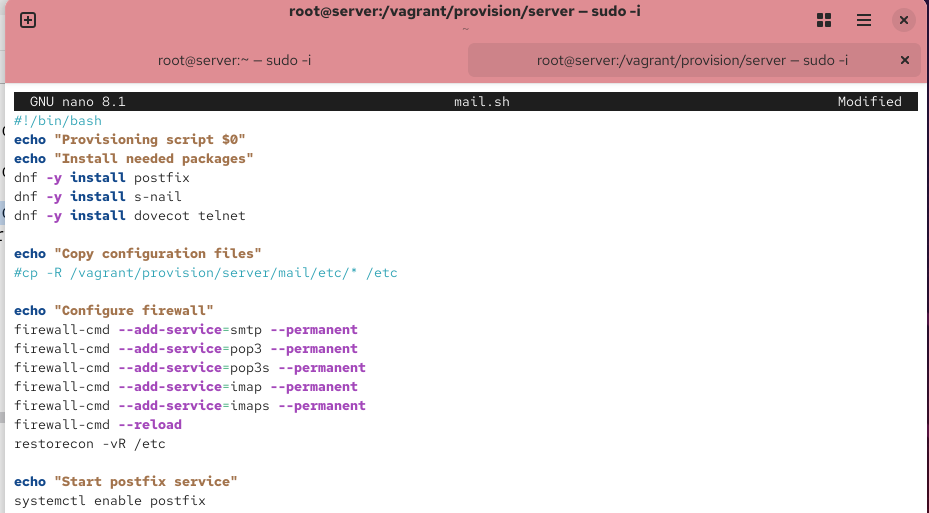 root@server:/vagrant/provision/server — sudo -i
~
root@server:~ — sudo -i
root@server:/vagrant/provision/server — sudo -i
GNU nano 8.1 mail.sh Modified
#!/bin/bash
echo "Provisioning script $0"
echo "Install needed packages"
dnf -y install postfix
dnf -y install s-nail
dnf -y install dovecot telnet
echo "Copy configuration files"
#cp -R /vagrant/provision/server/mail/etc/* /etc
echo "Configure firewall"
firewall-cmd --add-service=smtp --permanent
firewall-cmd --add-service=pop3 --permanent
firewall-cmd --add-service=pop3s --permanent
firewall-cmd --add-service=imap --permanent
firewall-cmd --add-service=imaps --permanent
firewall-cmd --reload
restorecon -vR /etc
echo "Start postfix service"
systemctl enable postfix